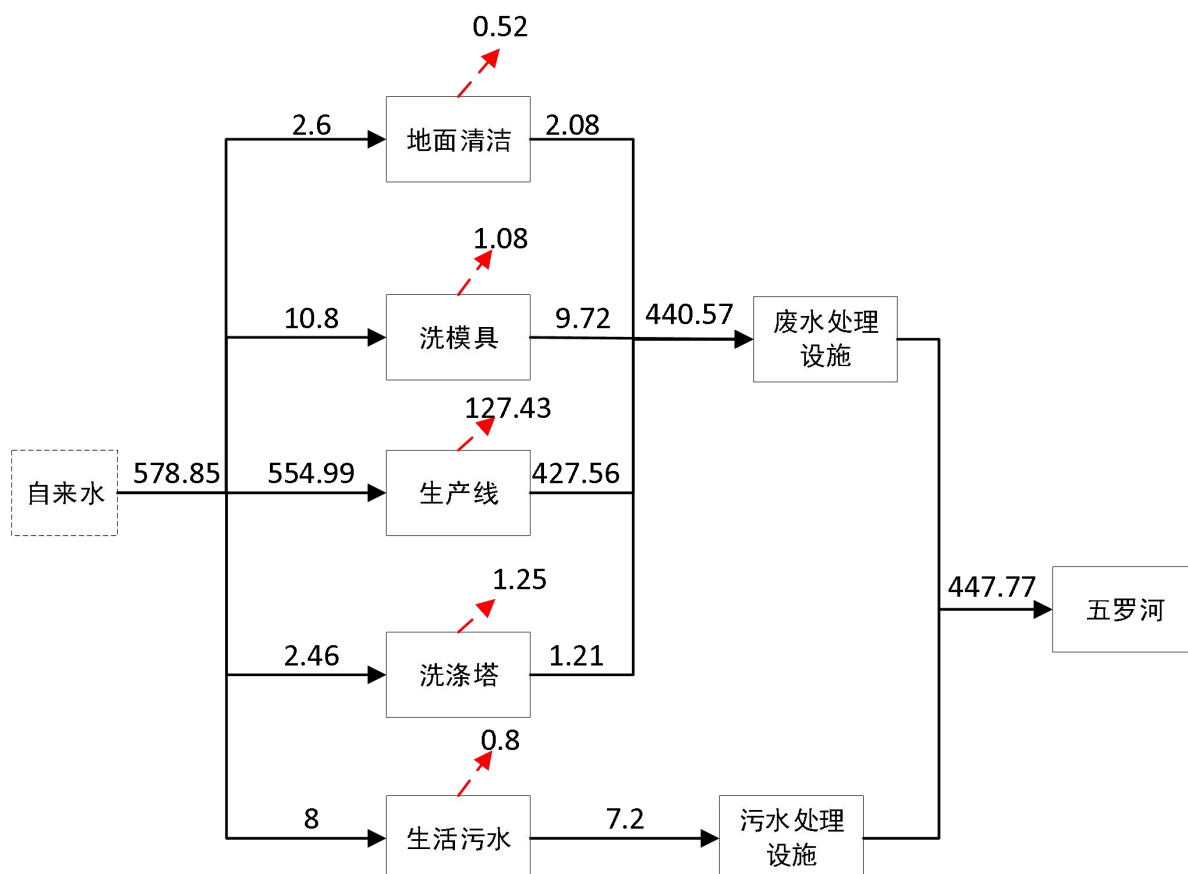 0.52
2.6
地面清洁
2.08
1.08
10.8
洗模具
9.72
440.57
废水处理
设施
127.43
自来水
578.85
554.99
生产线
427.56
1.25
2.46
洗涤塔
1.21
447.77
五罗河
0.8
8
生活污水
7.2
污水处理
设施